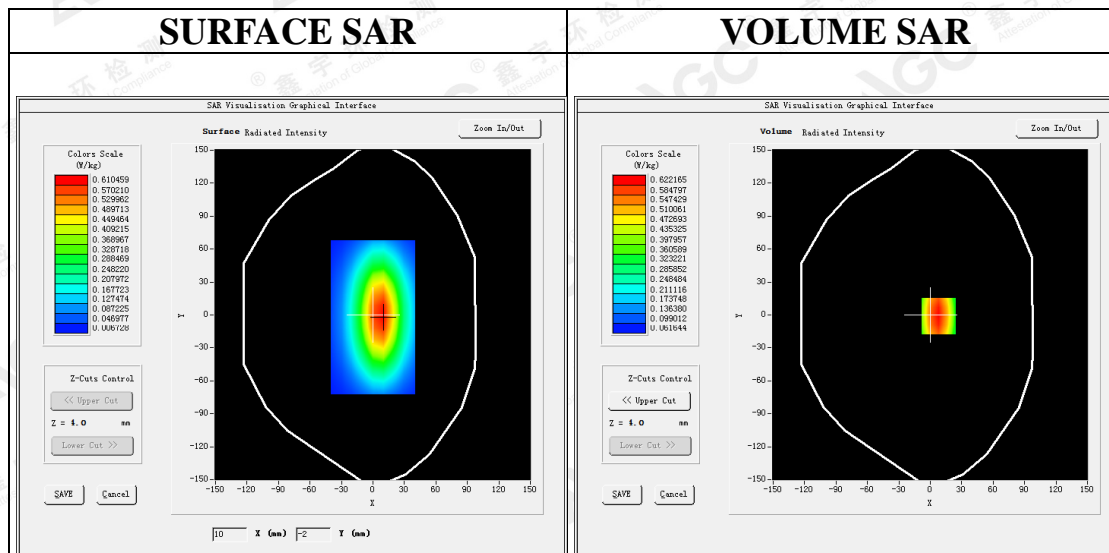 SURFACE SAR
VOLUME SAR
SAR Visualisation Graphical Interface
Surface Radiated Intensity
Zoom In/Out
Colors Scale
(W/kg)
0.610459
0.570210
0.529962
0.489713
0.449464
0.409215
0.368967
0.328718
0.288469
0.248220
0.207972
0.167723
0.127474
0.087225
0.046977
0.006728
150
120
90
60
30
0
-30
-60
-90
-120
-150
Y
-150 -120 -90 -60 -30 0 30 60 90 120 150
X
Z-Cuts Control
<< Upper Cut
Z = 4.0 mm
Lower Cut >>
SAVE Cancel
10 X (mm) -2 Y (mm)
SAR Visualisation Graphical Interface
Volume Radiated Intensity
Zoom In/Out
Colors Scale
(W/kg)
0.622165
0.584797
0.547429
0.510061
0.472693
0.435325
0.397957
0.360589
0.323221
0.285852
0.248484
0.211116
0.173748
0.136380
0.099012
0.061644
150
120
90
60
30
0
-30
-60
-90
-120
-150
Y
-150 -120 -90 -60 -30 0 30 60 90 120 150
X
Z-Cuts Control
<< Upper Cut
Z = 4.0 mm
Lower Cut >>
SAVE Cancel